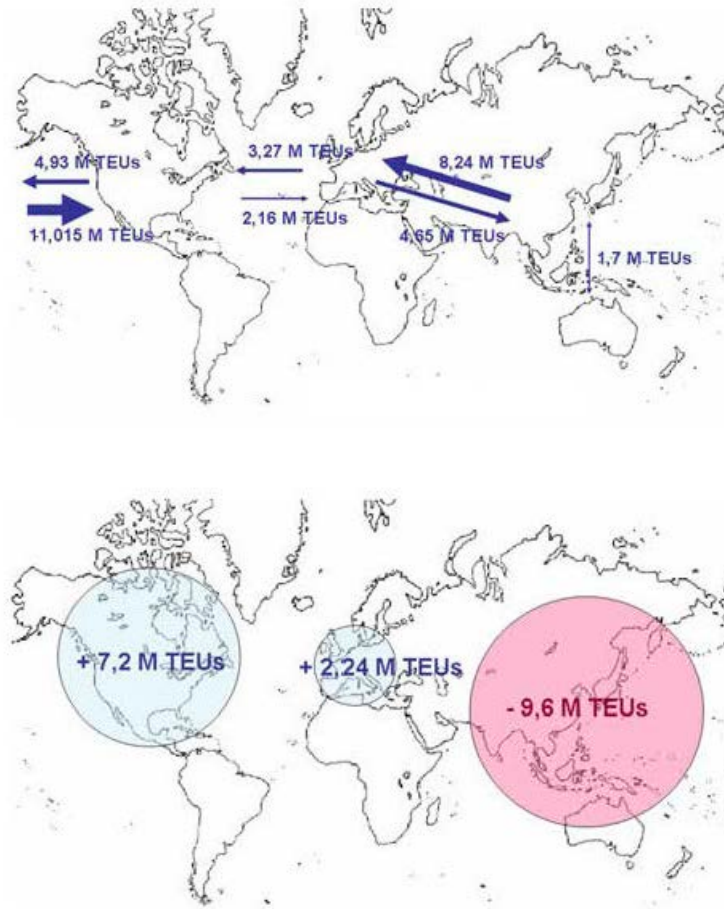 3,27 M TEUs
4,93 M TEUs
8,24 M TEUs
2,16 M TEUs
11,015 M TEUs
4,65 M TEUs
1,7 M TEUs
+ 7,2 M TEUs
+ 2,24 M TEUs
- 9,6 M TEUs